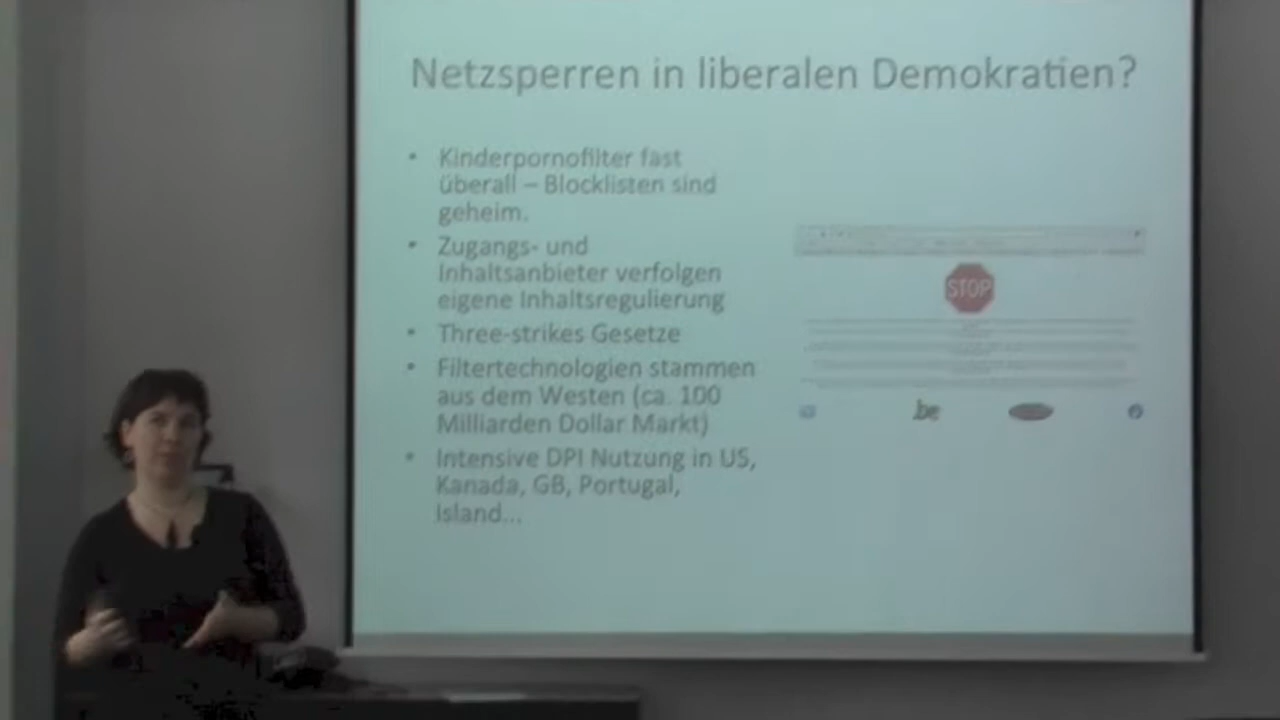 Netzsperren in liberalen Demokratien?
• Kinderpornofilter fast
überall – Blocklisten sind
geheim.
• Zugangs- und
Inhaltsanbieter verfolgen
eigene Inhaltsregulierung
• Three-strikes Gesetze
• Filtertechnologien stammen
aus dem Westen (ca. 100
Milliarden Dollar Markt)
• Intensive DPI Nutzung in US,
Kanada, GB, Portugal,
Island...
STOP
.be